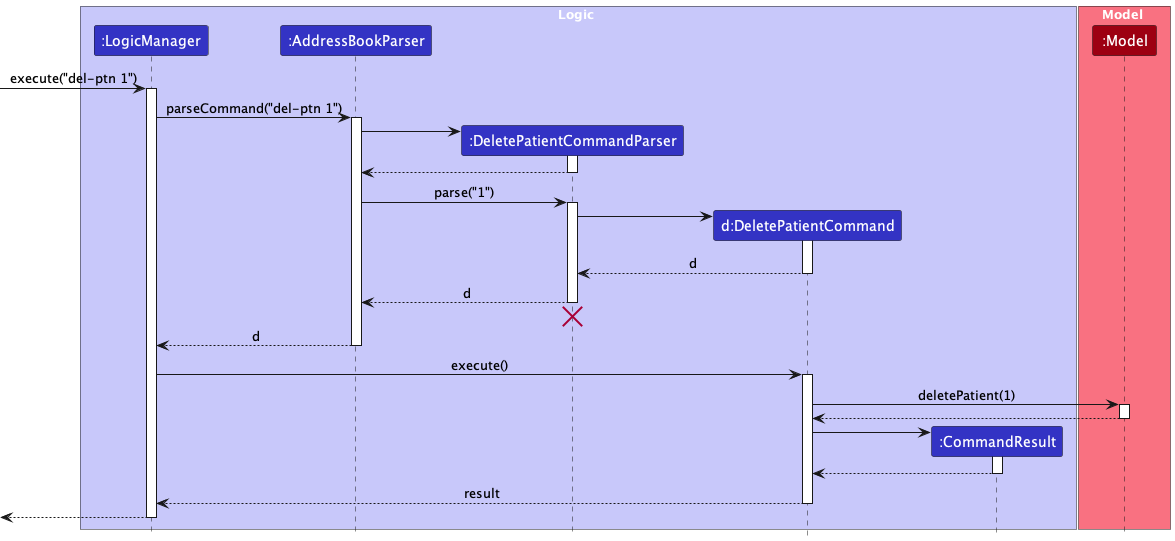 Logic
Model
:LogicManager
:AddressBookParser
:Model
execute("del-ptn 1")
parseCommand("del-ptn 1")
:DeletePatientCommandParser
parse("1")
d:DeletePatientCommand
d
d
d
execute()
deletePatient(1)
:CommandResult
result